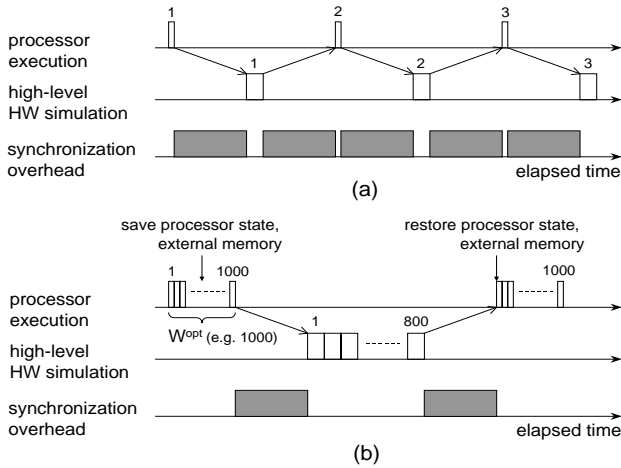 1
2
3
processor
execution
1
2
3
high-level
HW simulation
synchronization
overhead
elapsed time
(a)
save processor state,
external memory
restore processor state,
external memory
1
1000
1000
processor
execution
Wopt (e.g. 1000)
1
800
high-level
HW simulation
synchronization
overhead
elapsed time
(b)